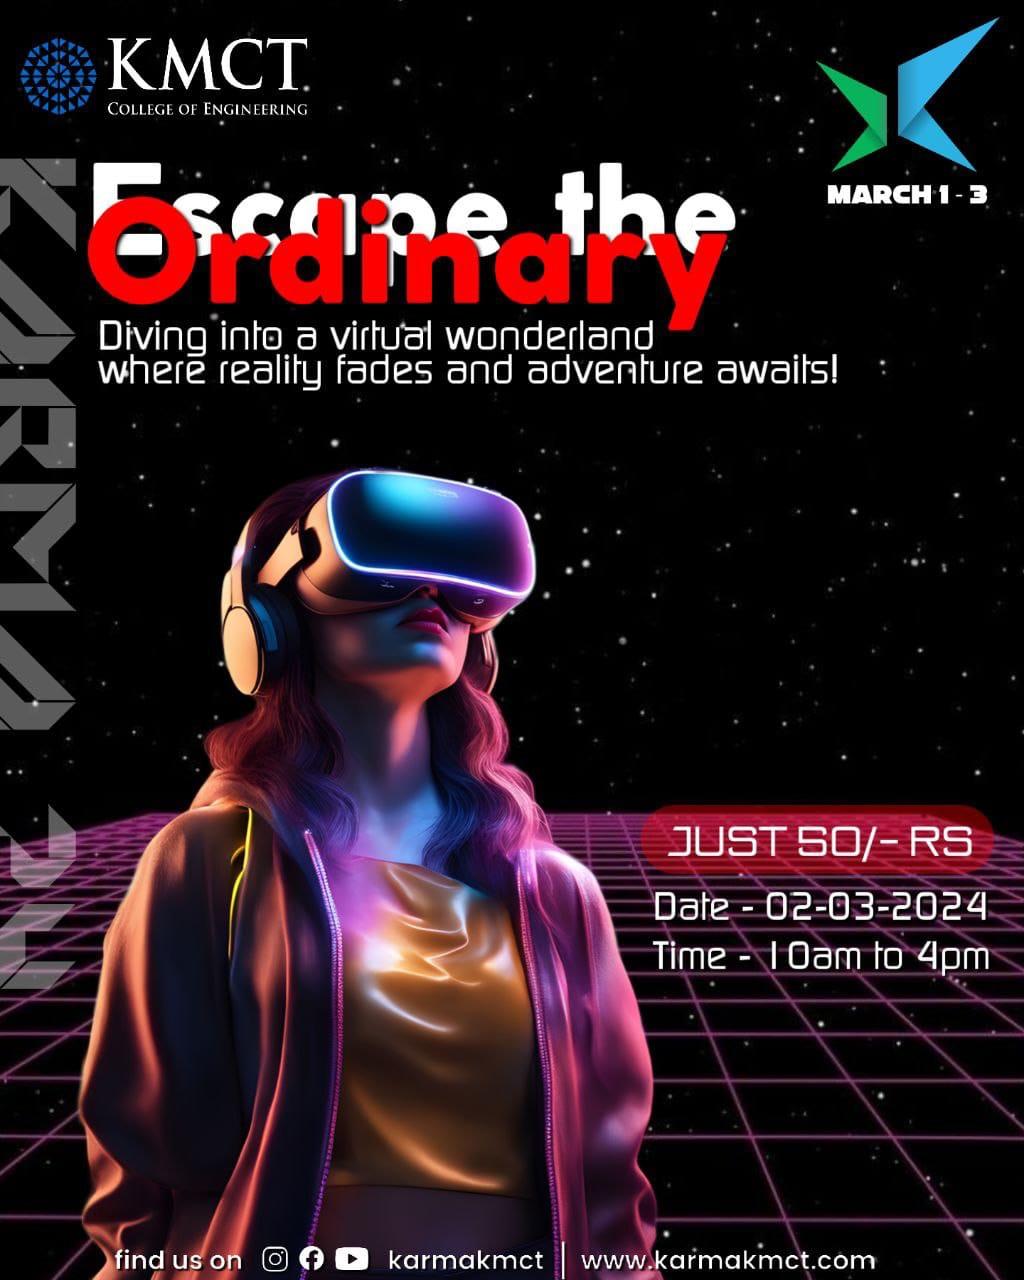 KMCT
COLLEGE OF ENGINEERING
MARCH 1 - 3
KARMA 24
Escape the
Ordinary
Diving into a virtual wonderland
where reality fades and adventure awaits!
JUST 50/- RS
Date - 02-03-2024
Time - 10am to 4pm
find us on karmakmct | www.karmakmct.com